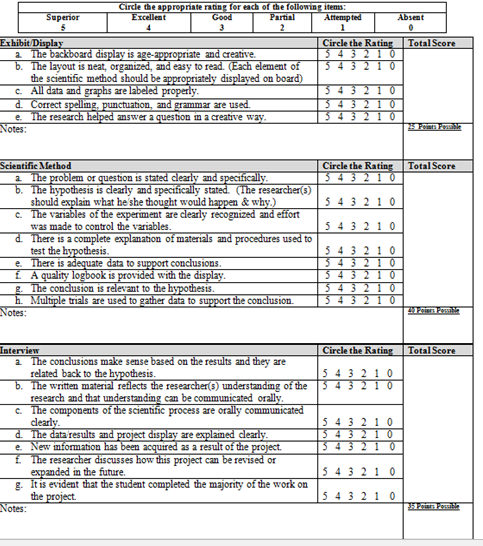 Circle the appropriate rating for each of the following items:
Superior Excellent Good Partial Attempted Absent
5 4 3 2 1 0
Exhibit/Display Circle the Rating Total Score
a. The backboard display is age-appropriate and creative. 5 4 3 2 1 0
b. The layout is neat, organized, and easy to read. (Each element of 5 4 3 2 1 0
the scientific method should be appropriately displayed on board)
c. All data and graphs are labeled properly. 5 4 3 2 1 0
d. Correct spelling, punctuation, and grammar are used. 5 4 3 2 1 0
e. The research helped answer a question in a creative way. 5 4 3 2 1 0
Notes: 25 Points Possible
Scientific Method Circle the Rating Total Score
a. The problem or question is stated clearly and specifically. 5 4 3 2 1 0
b. The hypothesis is clearly and specifically stated. (The researcher(s)
should explain what he/she thought would happen & why.) 5 4 3 2 1 0
c. The variables of the experiment are clearly recognized and effort
was made to control the variables. 5 4 3 2 1 0
d. There is a complete explanation of materials and procedures used to
test the hypothesis. 5 4 3 2 1 0
e. There is adequate data to support conclusions. 5 4 3 2 1 0
f. A quality logbook is provided with the display. 5 4 3 2 1 0
g. The conclusion is relevant to the hypothesis. 5 4 3 2 1 0
h. Multiple trials are used to gather data to support the conclusion. 5 4 3 2 1 0
Notes: 40 Points Possible
Interview Circle the Rating Total Score
a. The conclusions make sense based on the results and they are
related back to the hypothesis. 5 4 3 2 1 0
b. The written material reflects the researcher(s) understanding of the 5 4 3 2 1 0
research and that understanding can be communicated orally.
c. The components of the scientific process are orally communicated
clearly. 5 4 3 2 1 0
d. The data/results and project display are explained clearly. 5 4 3 2 1 0
e. New information has been acquired as a result of the project. 5 4 3 2 1 0
f. The researcher discusses how this project can be revised or
expanded in the future. 5 4 3 2 1 0
g. It is evident that the student completed the majority of the work on
the project. 5 4 3 2 1 0
Notes: 35 Points Possible